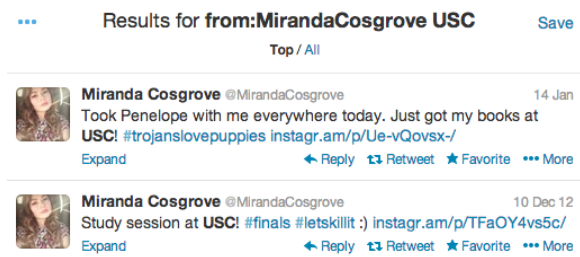 Results for from:MirandaCosgrove USC
Save
Top / All
Miranda Cosgrove @MirandaCosgrove 14 Jan
Took Penelope with me everywhere today. Just got my books at
USC! #trojanslovepuppies instagr.am/p/Ue-vQovsx-/
Expand Reply Retweet Favorite ••• More
Miranda Cosgrove @MirandaCosgrove 10 Dec 12
Study session at USC! #finals #letskillit :) instagr.am/p/TFaOY4vs5c/
Expand Reply Retweet Favorite ••• More